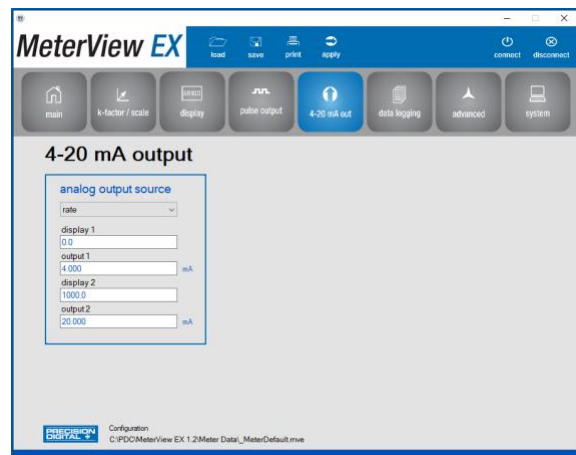 MeterView EX
load save print apply connect disconnect
main k-factor / scale display pulse output 4-20 mA out data logging advanced system
4-20 mA output
analog output source
rate
display 1
0.0
output 1
4.000 mA
display 2
1000.0
output 2
20.000 mA
PRECISION DIGITAL
Configuration
C:\PDC\MeterView EX 1.2\Meter Data\_MeterDefault.mve